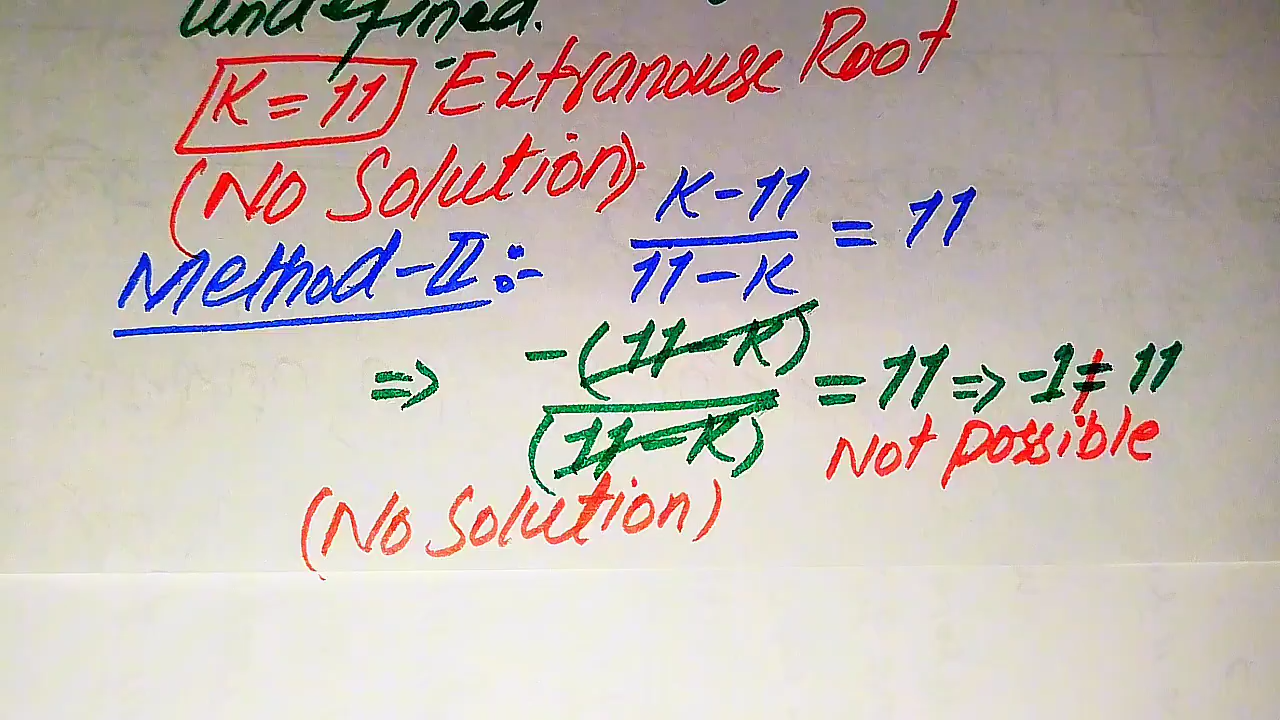 undefined.
K = 11 - Extranouse Root
(No Solution).
Method-II:- K-11/11-K = 11
=> -(11-K)/(11-K) = 11 => -1 ≠ 11
Not possible
(No Solution)